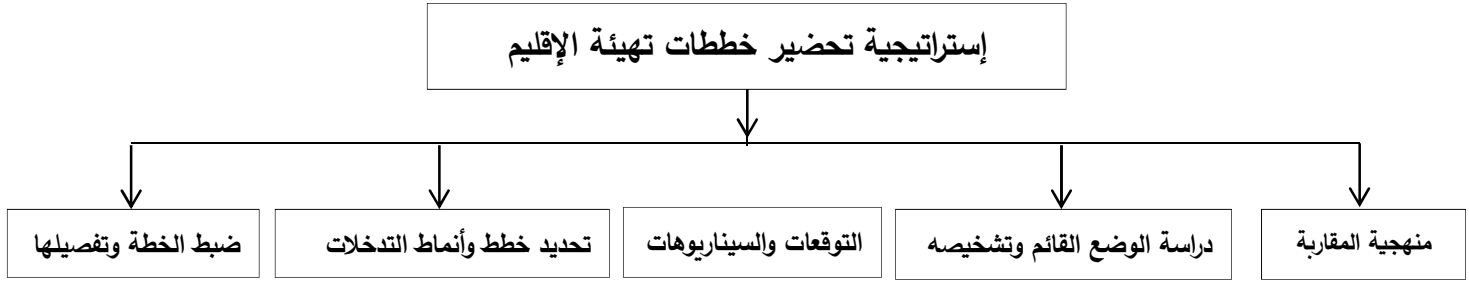 إستراتيجية تحضير خططات تهيئة الإقليم
منهجية المقاربة
دراسة الوضع القائم وتشخيصه
التوقعات والسيناريوهات
تحديد خطط وأنماط التدخلات
ضبط الخطة وتفصيلها